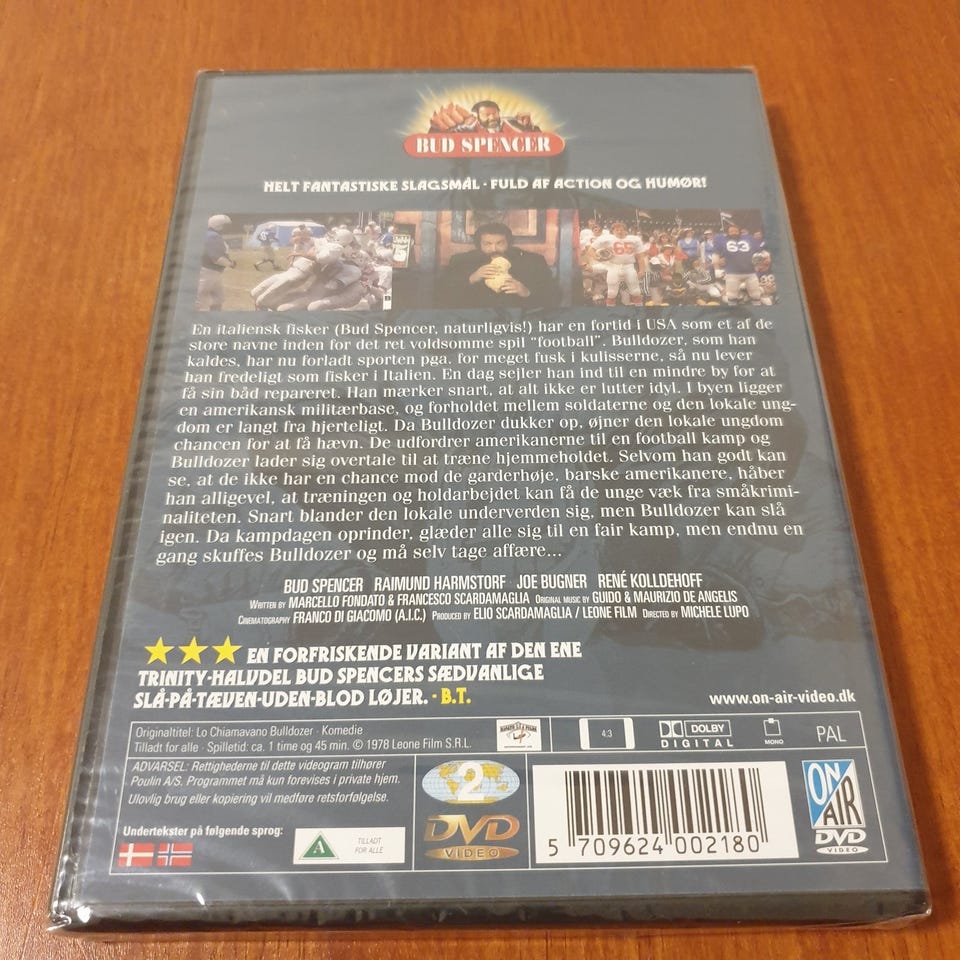 BUD SPENCER
HELT FANTASTISKE SLAGSMÅL · FULD AF ACTION OG HUMØR!
65
63
En italiensk fisker (Bud Spencer, naturligvis!) har en fortid i USA som et af de
store navne inden for det ret voldsomme spil "football". Bulldozer, som han
kaldes, har nu forladt sporten pga. for meget fusk i kulisserne, så nu lever
han fredeligt som fisker i Italien. En dag sejler han ind til en mindre by for at
få sin båd repareret. Han mærker snart, at alt ikke er lutter idyl. I byen ligger
en amerikansk militærbase, og forholdet mellem soldaterne og den lokale ung-
dom er langt fra hjerteligt. Da Bulldozer dukker op, øjner den lokale ungdom
chancen for at få hævn. De udfordrer amerikanerne til en football kamp og
Bulldozer lader sig overtale til at træne hjemmeholdet. Selvom han godt kan
se, at de ikke har en chance mod de garderhøje, barske amerikanere, håber
han alligevel, at træningen og holdarbejdet kan få de unge væk fra småkrimi-
naliteten. Snart blander den lokale underverden sig, men Bulldozer kan slå
igen. Da kampdagen oprinder, glæder alle sig til en fair kamp, men endnu en
gang skuffes Bulldozer og må selv tage affære...
BUD SPENCER RAIMUND HARMSTORF JOE BUGNER RENÉ KOLLDEHOFF
WRITTEN BY MARCELLO FONDATO & FRANCESCO SCARDAMAGLIA ORIGINAL MUSIC BY GUIDO & MAURIZIO DE ANGELIS
CINEMATOGRAPHY FRANCO DI GIACOMO (A.I.C.) PRODUCED BY ELIO SCARDAMAGLIA / LEONE FILM DIRECTED BY MICHELE LUPO
EN FORFRISKENDE VARIANT AF DEN ENE
TRINITY-HALVDEL BUD SPENCERS SÆDVANLIGE
SLÅ-PÅ-TÆVEN-UDEN-BLOD LØJER. - B.T.
www.on-air-video.dk
Originaltitel: Lo Chiamavano Bulldozer · Komedie
Tilladt for alle · Spilletid: ca. 1 time og 45 min. © 1978 Leone Film S.R.L.
4:3
DOLBY
DIGITAL
MONO
PAL
ADVARSEL: Rettighederne til dette videogram tilhører
Poulin A/S. Programmet må kun forevises i private hjem.
Ulovlig brug eller kopiering vil medføre retsforfølgelse.
Undertekster på følgende sprog:
A
TILLADT
FOR ALLE
2
DVD
VIDEO
5 709624 002180
ON
AIR
DVD
VIDEO